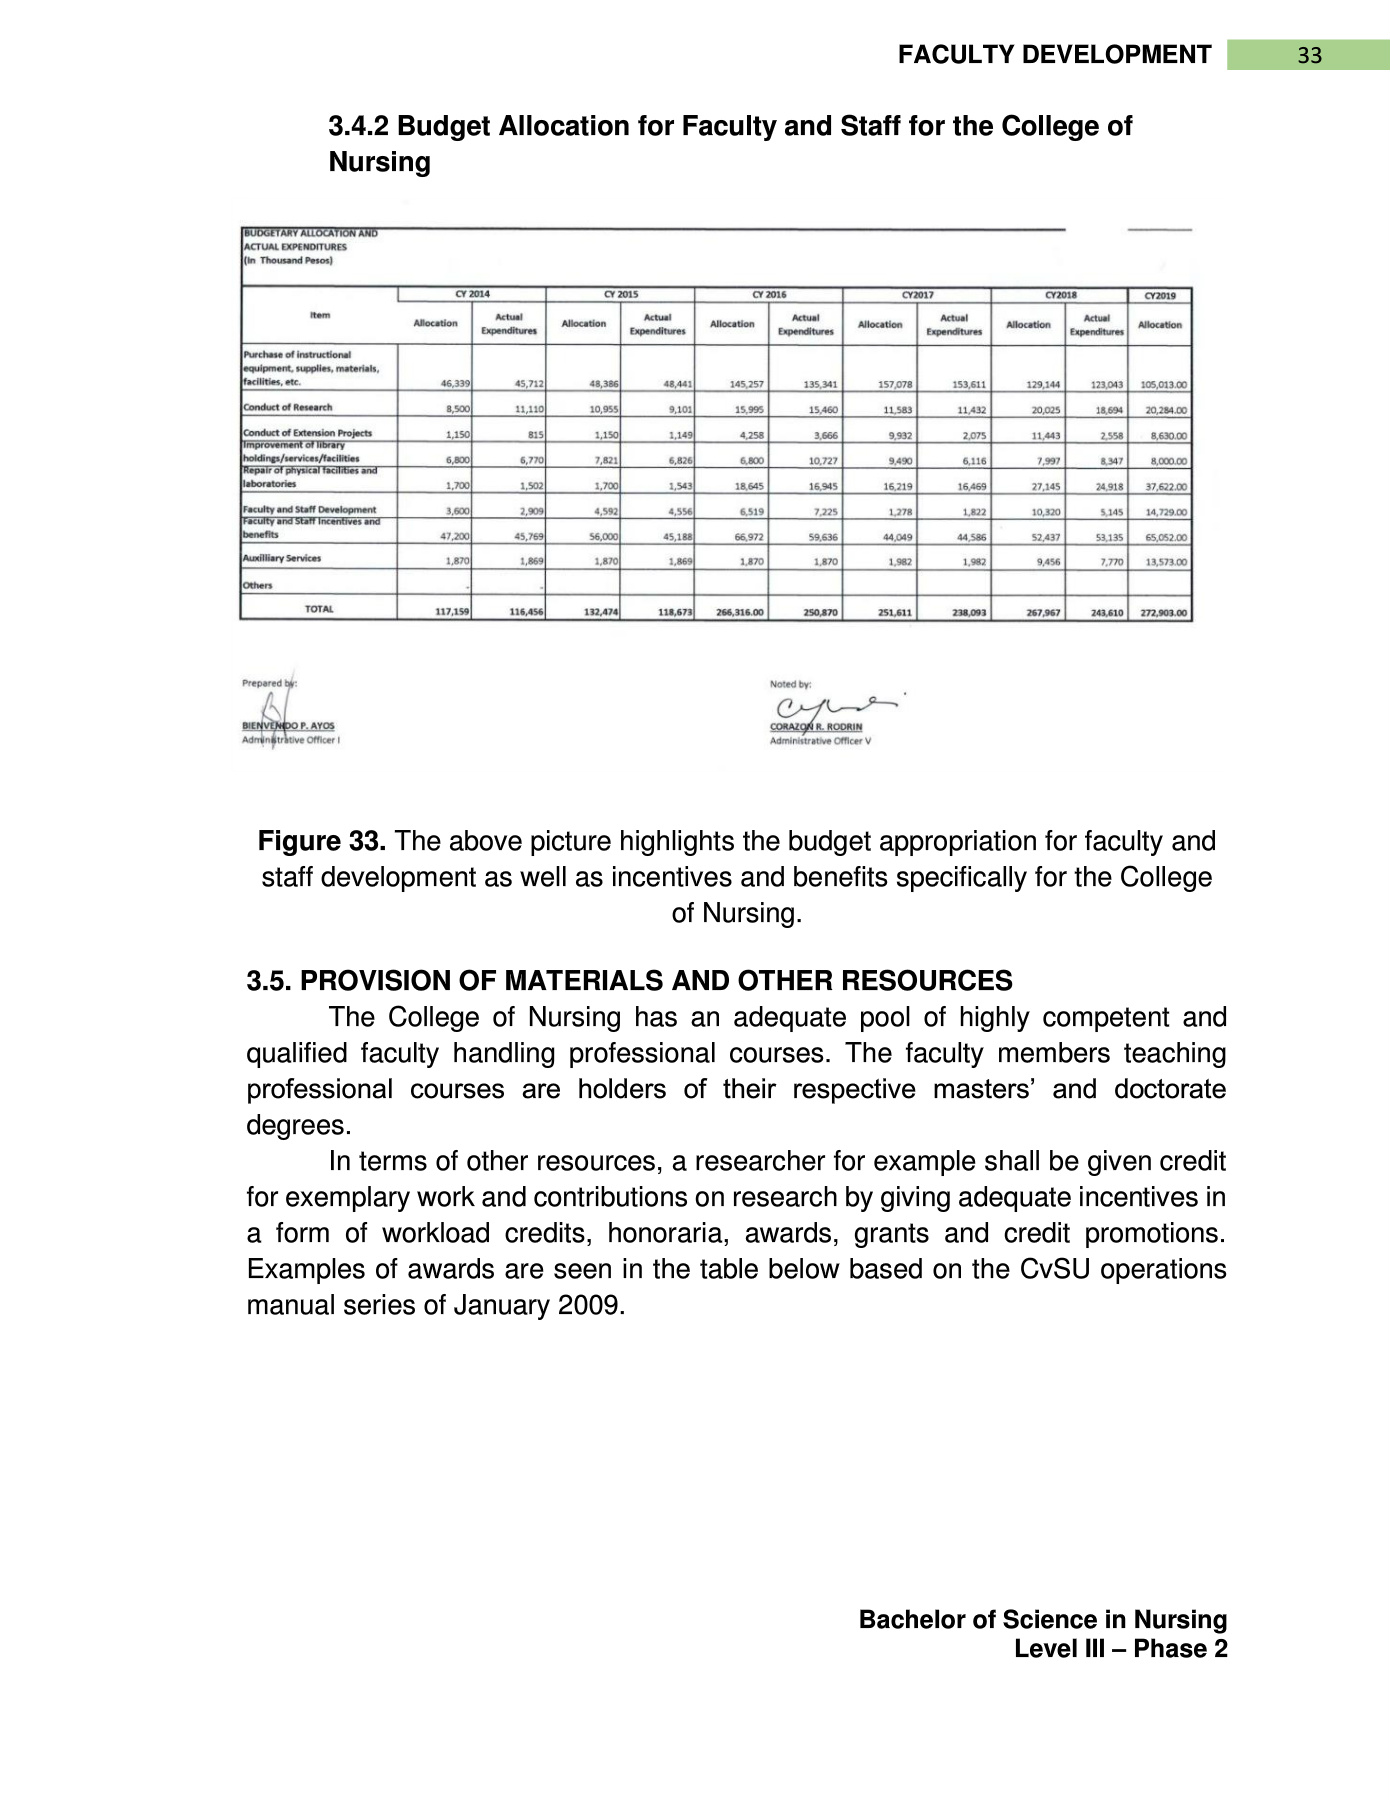 FACULTY DEVELOPMENT 33
3.4.2 Budget Allocation for Faculty and Staff for the College of
Nursing
BUDGETARY ALLOCATION AND
ACTUAL EXPENDITURES
(In Thousand Pesos)
Item CY 2014 CY 2015 CY 2016 CY2017 CY2018 CY2019
Allocation Actual Expenditures Allocation Actual Expenditures Allocation Actual Expenditures Allocation Actual Expenditures Allocation Actual Expenditures Allocation
Purchase of instructional
equipment, supplies, materials,
facilities, etc. 46,339 45,712 48,386 48,441 145,257 135,341 157,078 153,611 129,144 123,043 105,013.00
Conduct of Research 8,500 11,110 10,955 9,101 15,995 15,460 11,583 11,432 20,025 18,694 20,284.00
Conduct of Extension Projects 1,150 815 1,150 1,149 4,258 3,666 9,932 2,075 11,443 2,558 8,630.00
Improvement of library
holdings/services/facilities 6,800 6,770 7,821 6,826 6,800 10,727 9,490 6,116 7,997 8,347 8,000.00
Repair of physical facilities and
laboratories 1,700 1,502 1,700 1,543 18,645 16,945 16,219 16,469 27,145 24,918 37,622.00
Faculty and Staff Development 3,600 2,909 4,592 4,556 6,519 7,225 1,278 1,822 10,320 5,145 14,729.00
Faculty and Staff Incentives and
benefits 47,200 45,769 56,000 45,188 66,972 59,636 44,049 44,586 52,437 53,135 65,052.00
Auxilliary Services 1,870 1,869 1,870 1,869 1,870 1,870 1,982 1,982 9,456 7,770 13,573.00
Others - -
TOTAL 117,159 116,456 132,474 118,673 266,316.00 250,870 251,611 238,093 267,967 243,610 272,903.00
Prepared by: Noted by:
BIENVENIDO P. AYOS CORAZON R. RODRIN
Administrative Officer I Administrative Officer V
Figure 33. The above picture highlights the budget appropriation for faculty and
staff development as well as incentives and benefits specifically for the College
of Nursing.
3.5. PROVISION OF MATERIALS AND OTHER RESOURCES
The College of Nursing has an adequate pool of highly competent and
qualified faculty handling professional courses. The faculty members teaching
professional courses are holders of their respective masters’ and doctorate
degrees.
In terms of other resources, a researcher for example shall be given credit
for exemplary work and contributions on research by giving adequate incentives in
a form of workload credits, honoraria, awards, grants and credit promotions.
Examples of awards are seen in the table below based on the CvSU operations
manual series of January 2009.
Bachelor of Science in Nursing
Level III – Phase 2